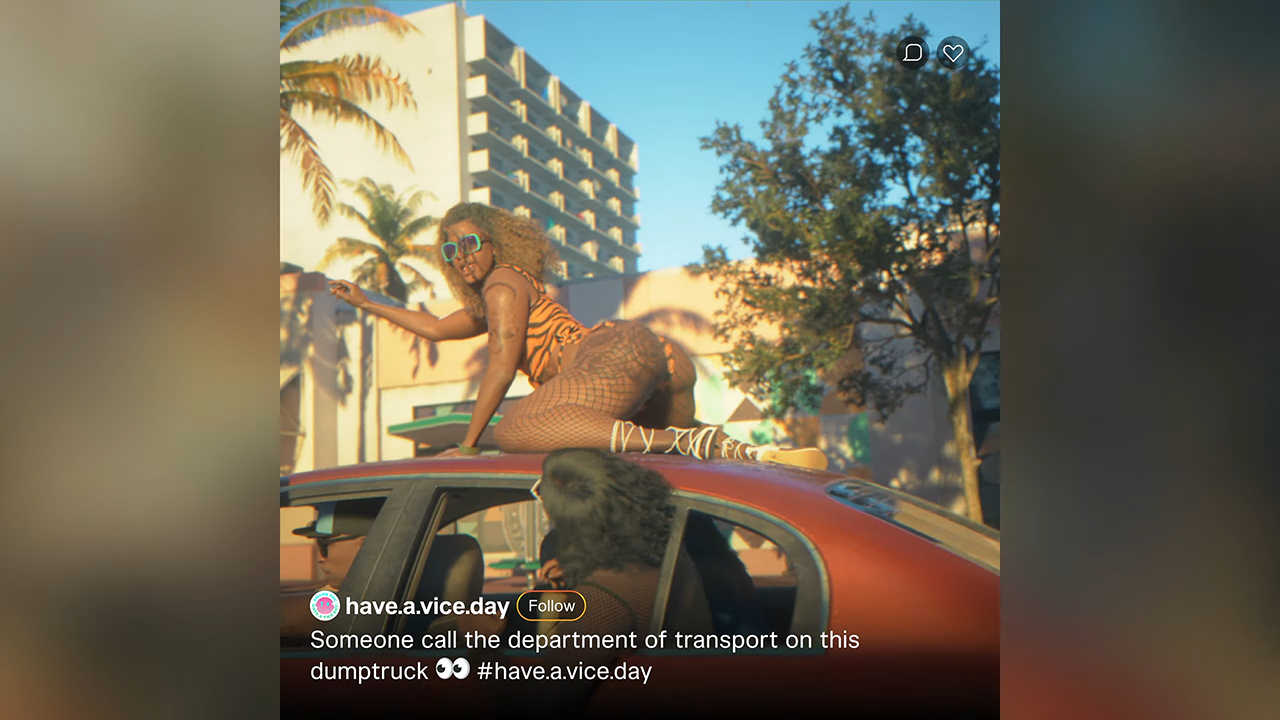 have.a.vice.day Follow
Someone call the department of transport on this
dumptruck 👀 #have.a.vice.day